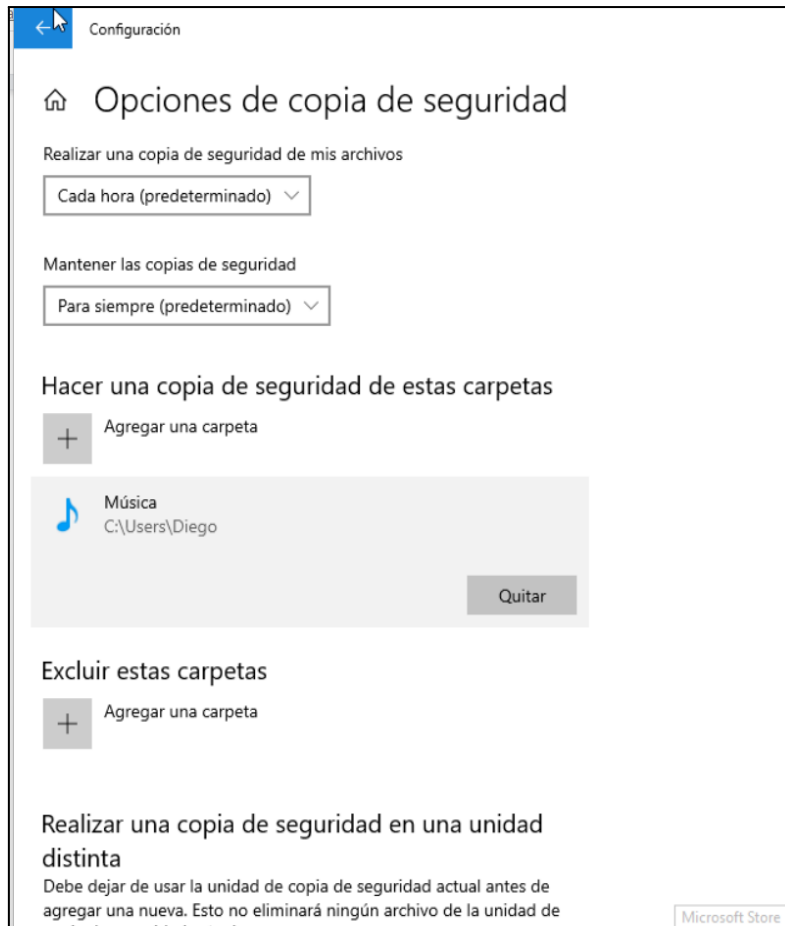 Configuración
Opciones de copia de seguridad
Realizar una copia de seguridad de mis archivos
Cada hora (predeterminado)
Mantener las copias de seguridad
Para siempre (predeterminado)
Hacer una copia de seguridad de estas carpetas
Agregar una carpeta
Música
C:\Users\Diego
Quitar
Excluir estas carpetas
Agregar una carpeta
Realizar una copia de seguridad en una unidad
distinta
Debe dejar de usar la unidad de copia de seguridad actual antes de
agregar una nueva. Esto no eliminará ningún archivo de la unidad de
Microsoft Store